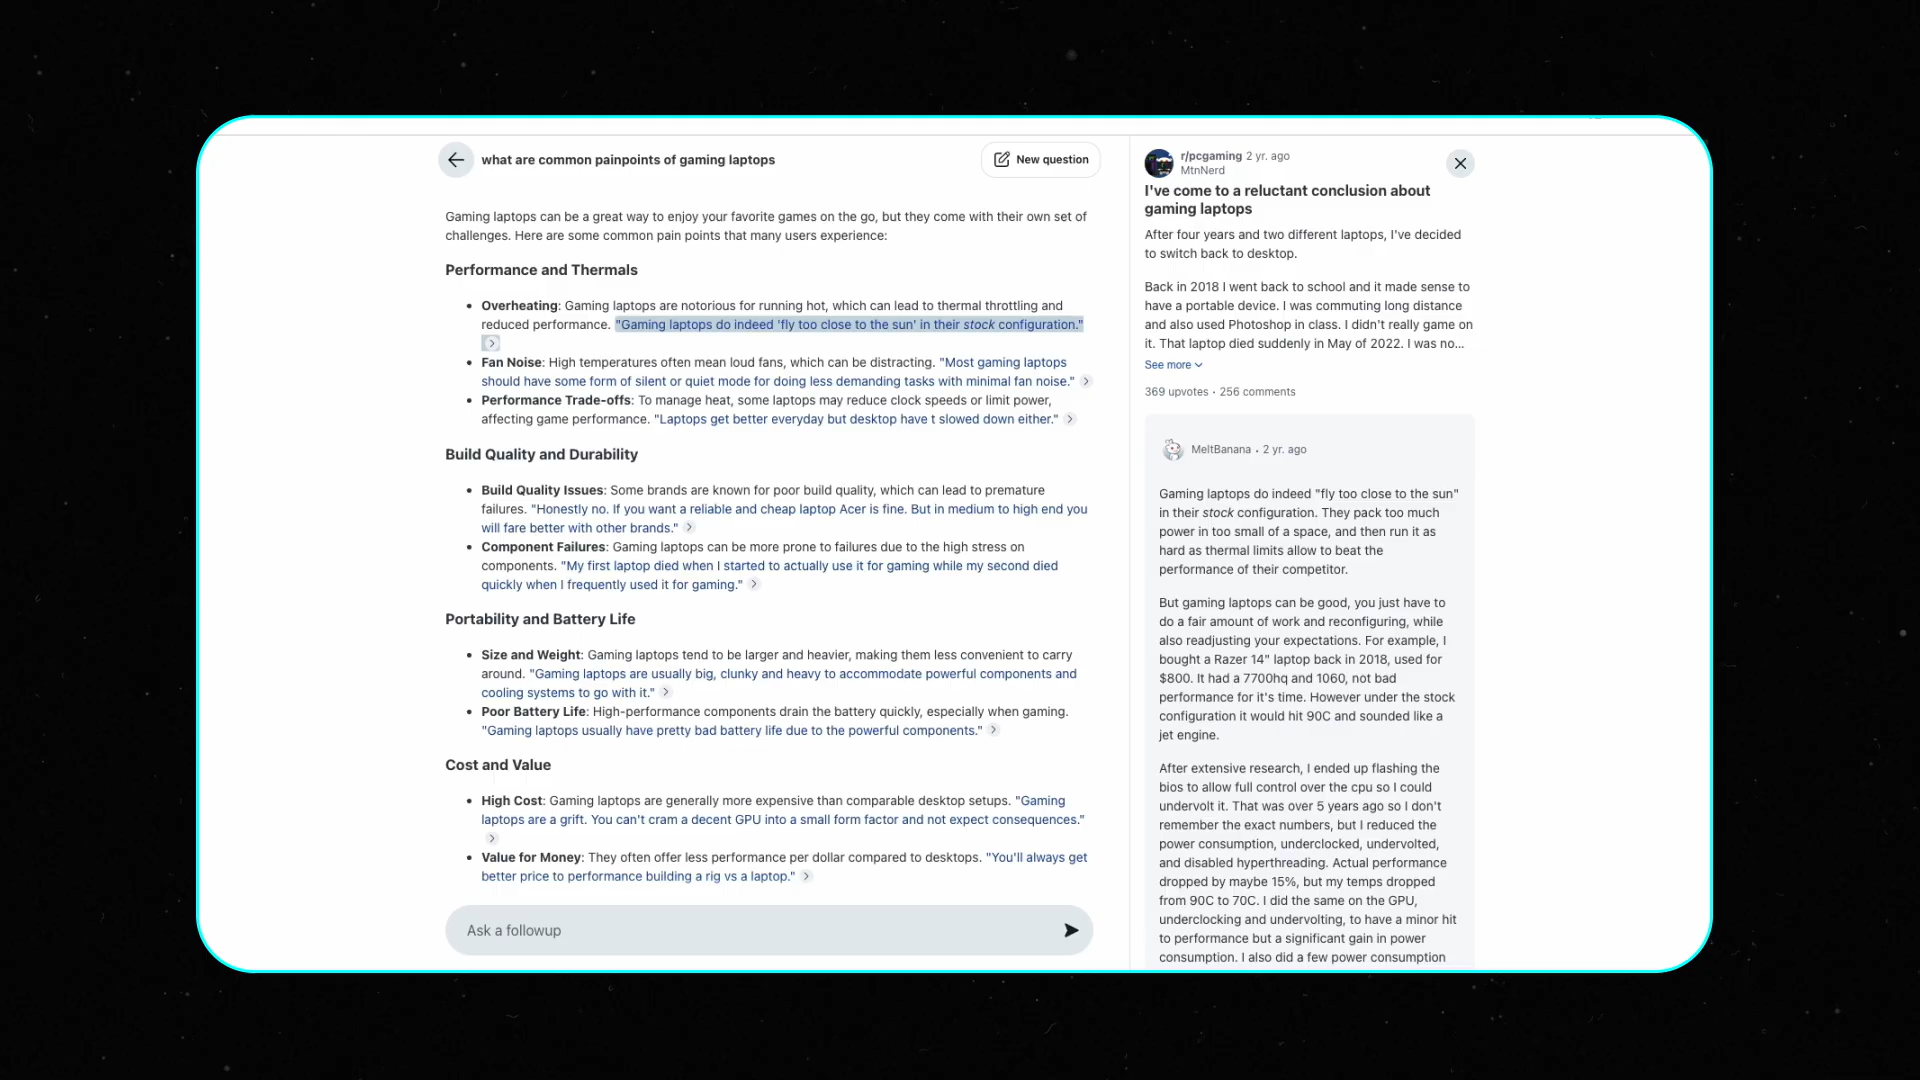 what are common painpoints of gaming laptops
New question
Gaming laptops can be a great way to enjoy your favorite games on the go, but they come with their own set of
challenges. Here are some common pain points that many users experience:
Performance and Thermals
• Overheating: Gaming laptops are notorious for running hot, which can lead to thermal throttling and
reduced performance. "Gaming laptops do indeed 'fly too close to the sun' in their stock configuration."
• Fan Noise: High temperatures often mean loud fans, which can be distracting. "Most gaming laptops
should have some form of silent or quiet mode for doing less demanding tasks with minimal fan noise."
• Performance Trade-offs: To manage heat, some laptops may reduce clock speeds or limit power,
affecting game performance. "Laptops get better everyday but desktop have t slowed down either."
Build Quality and Durability
• Build Quality Issues: Some brands are known for poor build quality, which can lead to premature
failures. "Honestly no. If you want a reliable and cheap laptop Acer is fine. But in medium to high end you
will fare better with other brands."
• Component Failures: Gaming laptops can be more prone to failures due to the high stress on
components. "My first laptop died when I started to actually use it for gaming while my second died
quickly when I frequently used it for gaming."
Portability and Battery Life
• Size and Weight: Gaming laptops tend to be larger and heavier, making them less convenient to carry
around. "Gaming laptops are usually big, clunky and heavy to accommodate powerful components and
cooling systems to go with it."
• Poor Battery Life: High-performance components drain the battery quickly, especially when gaming.
"Gaming laptops usually have pretty bad battery life due to the powerful components."
Cost and Value
• High Cost: Gaming laptops are generally more expensive than comparable desktop setups. "Gaming
laptops are a grift. You can't cram a decent GPU into a small form factor and not expect consequences."
• Value for Money: They often offer less performance per dollar compared to desktops. "You'll always get
better price to performance building a rig vs a laptop."
Ask a followup
r/pcgaming 2 yr. ago
MtnNerd
I've come to a reluctant conclusion about
gaming laptops
After four years and two different laptops, I've decided
to switch back to desktop.
Back in 2018 I went back to school and it made sense to
have a portable device. I was commuting long distance
and also used Photoshop in class. I didn't really game on
it. That laptop died suddenly in May of 2022. I was no...
See more
369 upvotes · 256 comments
MeltBanana • 2 yr. ago
Gaming laptops do indeed "fly too close to the sun"
in their stock configuration. They pack too much
power in too small of a space, and then run it as
hard as thermal limits allow to beat the
performance of their competitor.
But gaming laptops can be good, you just have to
do a fair amount of work and reconfiguring, while
also readjusting your expectations. For example, I
bought a Razer 14" laptop back in 2018, used for
$800. It had a 7700hq and 1060, not bad
performance for it's time. However under the stock
configuration it would hit 90C and sounded like a
jet engine.
After extensive research, I ended up flashing the
bios to allow full control over the cpu so I could
undervolt it. That was over 5 years ago so I don't
remember the exact numbers, but I reduced the
power consumption, underclocked, undervolted,
and disabled hyperthreading. Actual performance
dropped by maybe 15%, but my temps dropped
from 90C to 70C. I did the same on the GPU,
underclocking and undervolting, to have a minor hit
to performance but a significant gain in power
consumption. I also did a few power consumption